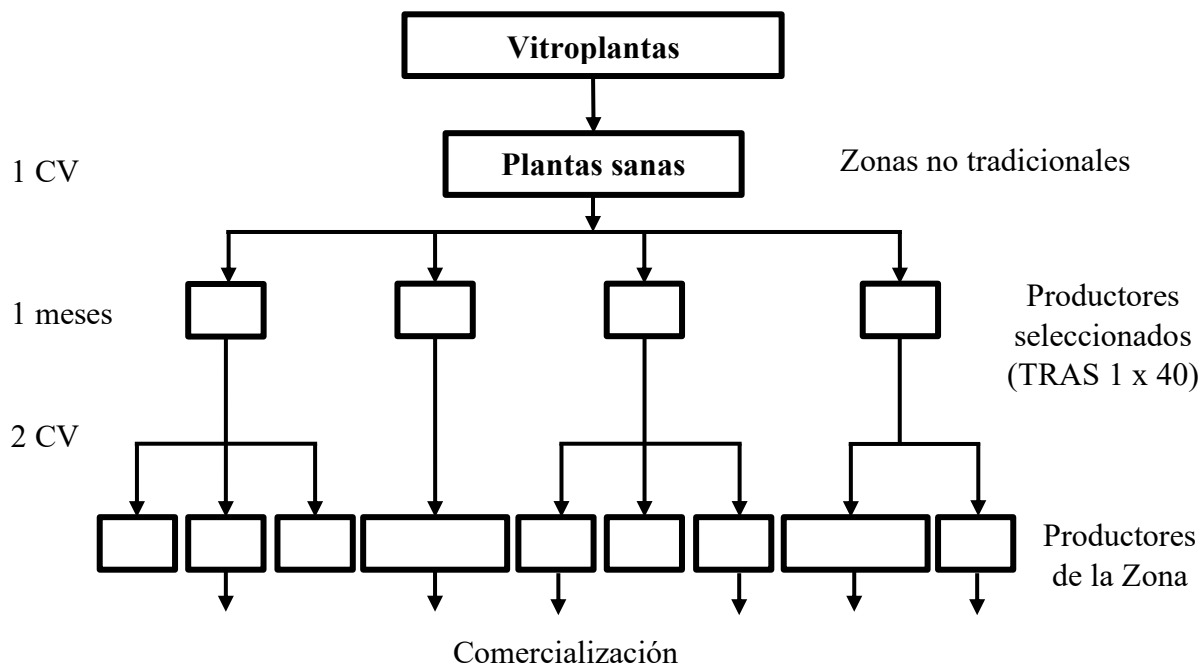 Vitroplantas
1 CV
Plantas sanas
Zonas no tradicionales
1 meses
Productores
seleccionados
(TRAS 1 x 40)
2 CV
Productores
de la Zona
Comercialización